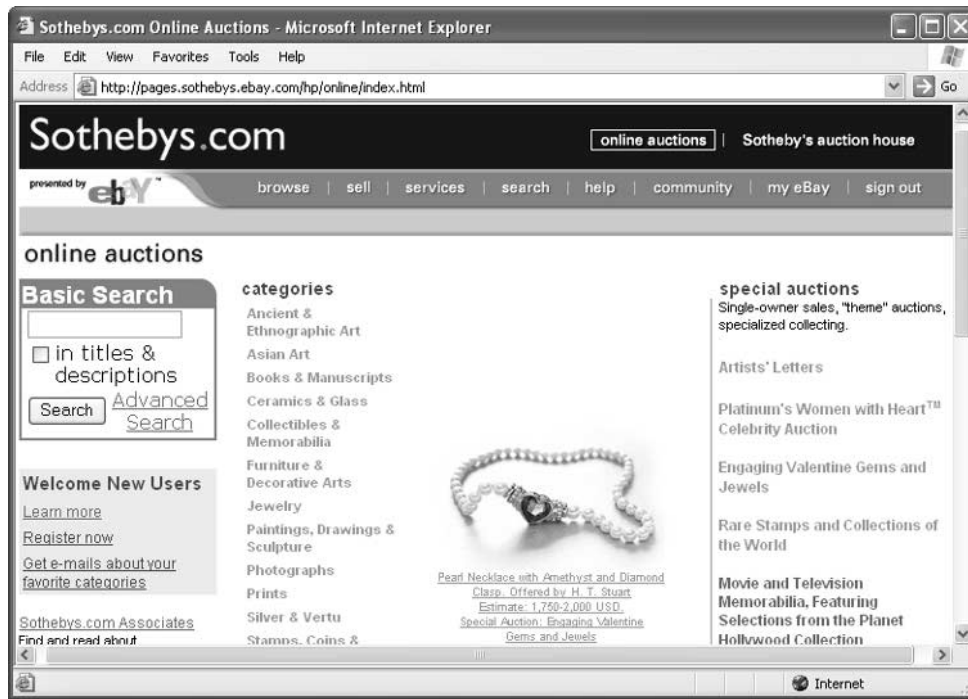 Sothebys.com Online Auctions - Microsoft Internet Explorer
File Edit View Favorites Tools Help
Address http://pages.sothebys.ebay.com/hp/online/index.html Go
Sothebys.com
online auctions | Sotheby's auction house
presented by ebaY™
browse | sell | services | search | help | community | my eBay | sign out
online auctions
Basic Search
in titles &
descriptions
Search
Advanced
Search
Welcome New Users
Learn more
Register now
Get e-mails about your
favorite categories
Sothebys.com Associates
Find and read about
categories
Ancient &
Ethnographic Art
Asian Art
Books & Manuscripts
Ceramics & Glass
Collectibles &
Memorabilia
Furniture &
Decorative Arts
Jewelry
Paintings, Drawings &
Sculpture
Photographs
Prints
Silver & Vertu
Stamps, Coins &
Pearl Necklace with Amethyst and Diamond
Clasp. Offered by H. T. Stuart
Estimate: 1,750-2,000 USD.
Special Auction: Engaging Valentine
Gems and Jewels
special auctions
Single-owner sales, "theme" auctions,
specialized collecting.
Artists' Letters
Platinum's Women with Heart™
Celebrity Auction
Engaging Valentine Gems and
Jewels
Rare Stamps and Collections of
the World
Movie and Television
Memorabilia, Featuring
Selections from the Planet
Hollywood Collection
Internet